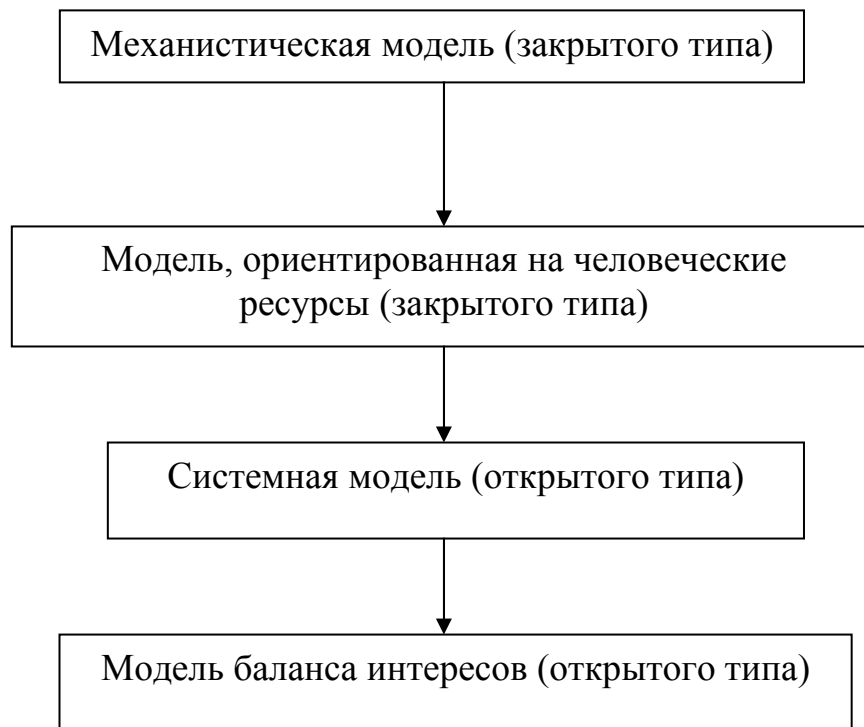 Механистическая модель (закрытого типа)
Модель, ориентированная на человеческие
ресурсы (закрытого типа)
Системная модель (открытого типа)
Модель баланса интересов (открытого типа)